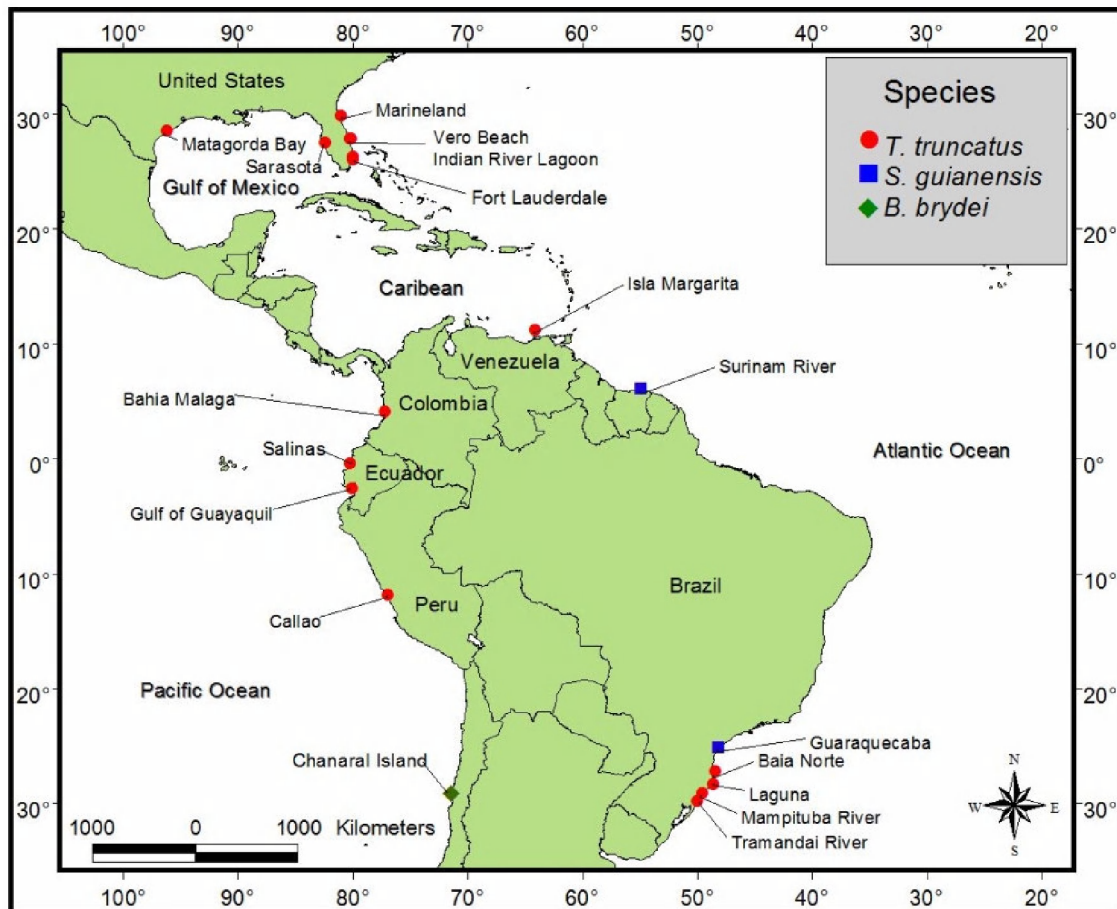 100° 90° 80° 70° 60° 50° 40° 30° 20°
United States
Species
T. truncatus
S. guianensis
B. brydei
30° 30°
Marineland
Matagorda Bay
Vero Beach
Sarasota
Indian River Lagoon
Gulf of Mexico
Fort Lauderdale
20° 20°
Caribean
Isla Margarita
10° 10°
Venezuela
Surinam River
Bahia Malaga
Colombia
Salinas
Atlantic Ocean
0° 0°
Ecuador
Gulf of Guayaquil
10° 10°
Brazil
Peru
Callao
20° 20°
Pacific Ocean
Guaraquecaba
Chanaral Island
Baia Norte
N
Laguna
30° 30°
W E
Mampituba River
1000 0 1000
Kilometers
Tramandai River
S
100° 90° 80° 70° 60° 50° 40° 30° 20°